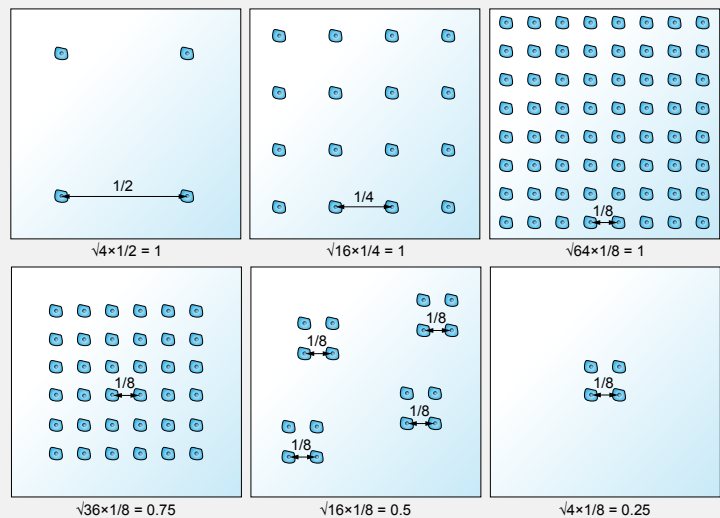 1/2
1/4
1/8
√4×1/2 = 1
√16×1/4 = 1
√64×1/8 = 1
1/8
1/8
1/8
1/8
1/8
1/8
√36×1/8 = 0.75
√16×1/8 = 0.5
√4×1/8 = 0.25